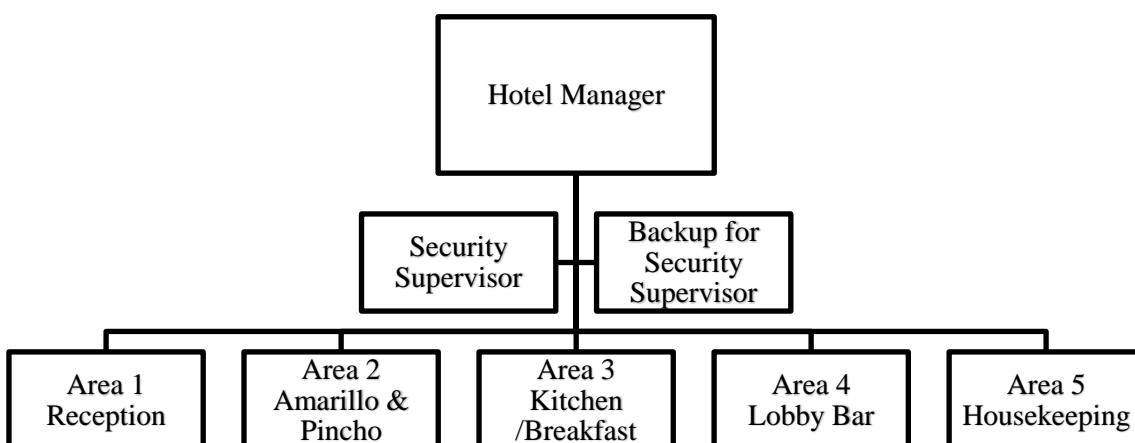 Hotel Manager
Security
Supervisor
Backup for
Security
Supervisor
Area 1
Reception
Area 2
Amarillo &
Pincho
Area 3
Kitchen
/Breakfast
Area 4
Lobby Bar
Area 5
Housekeeping